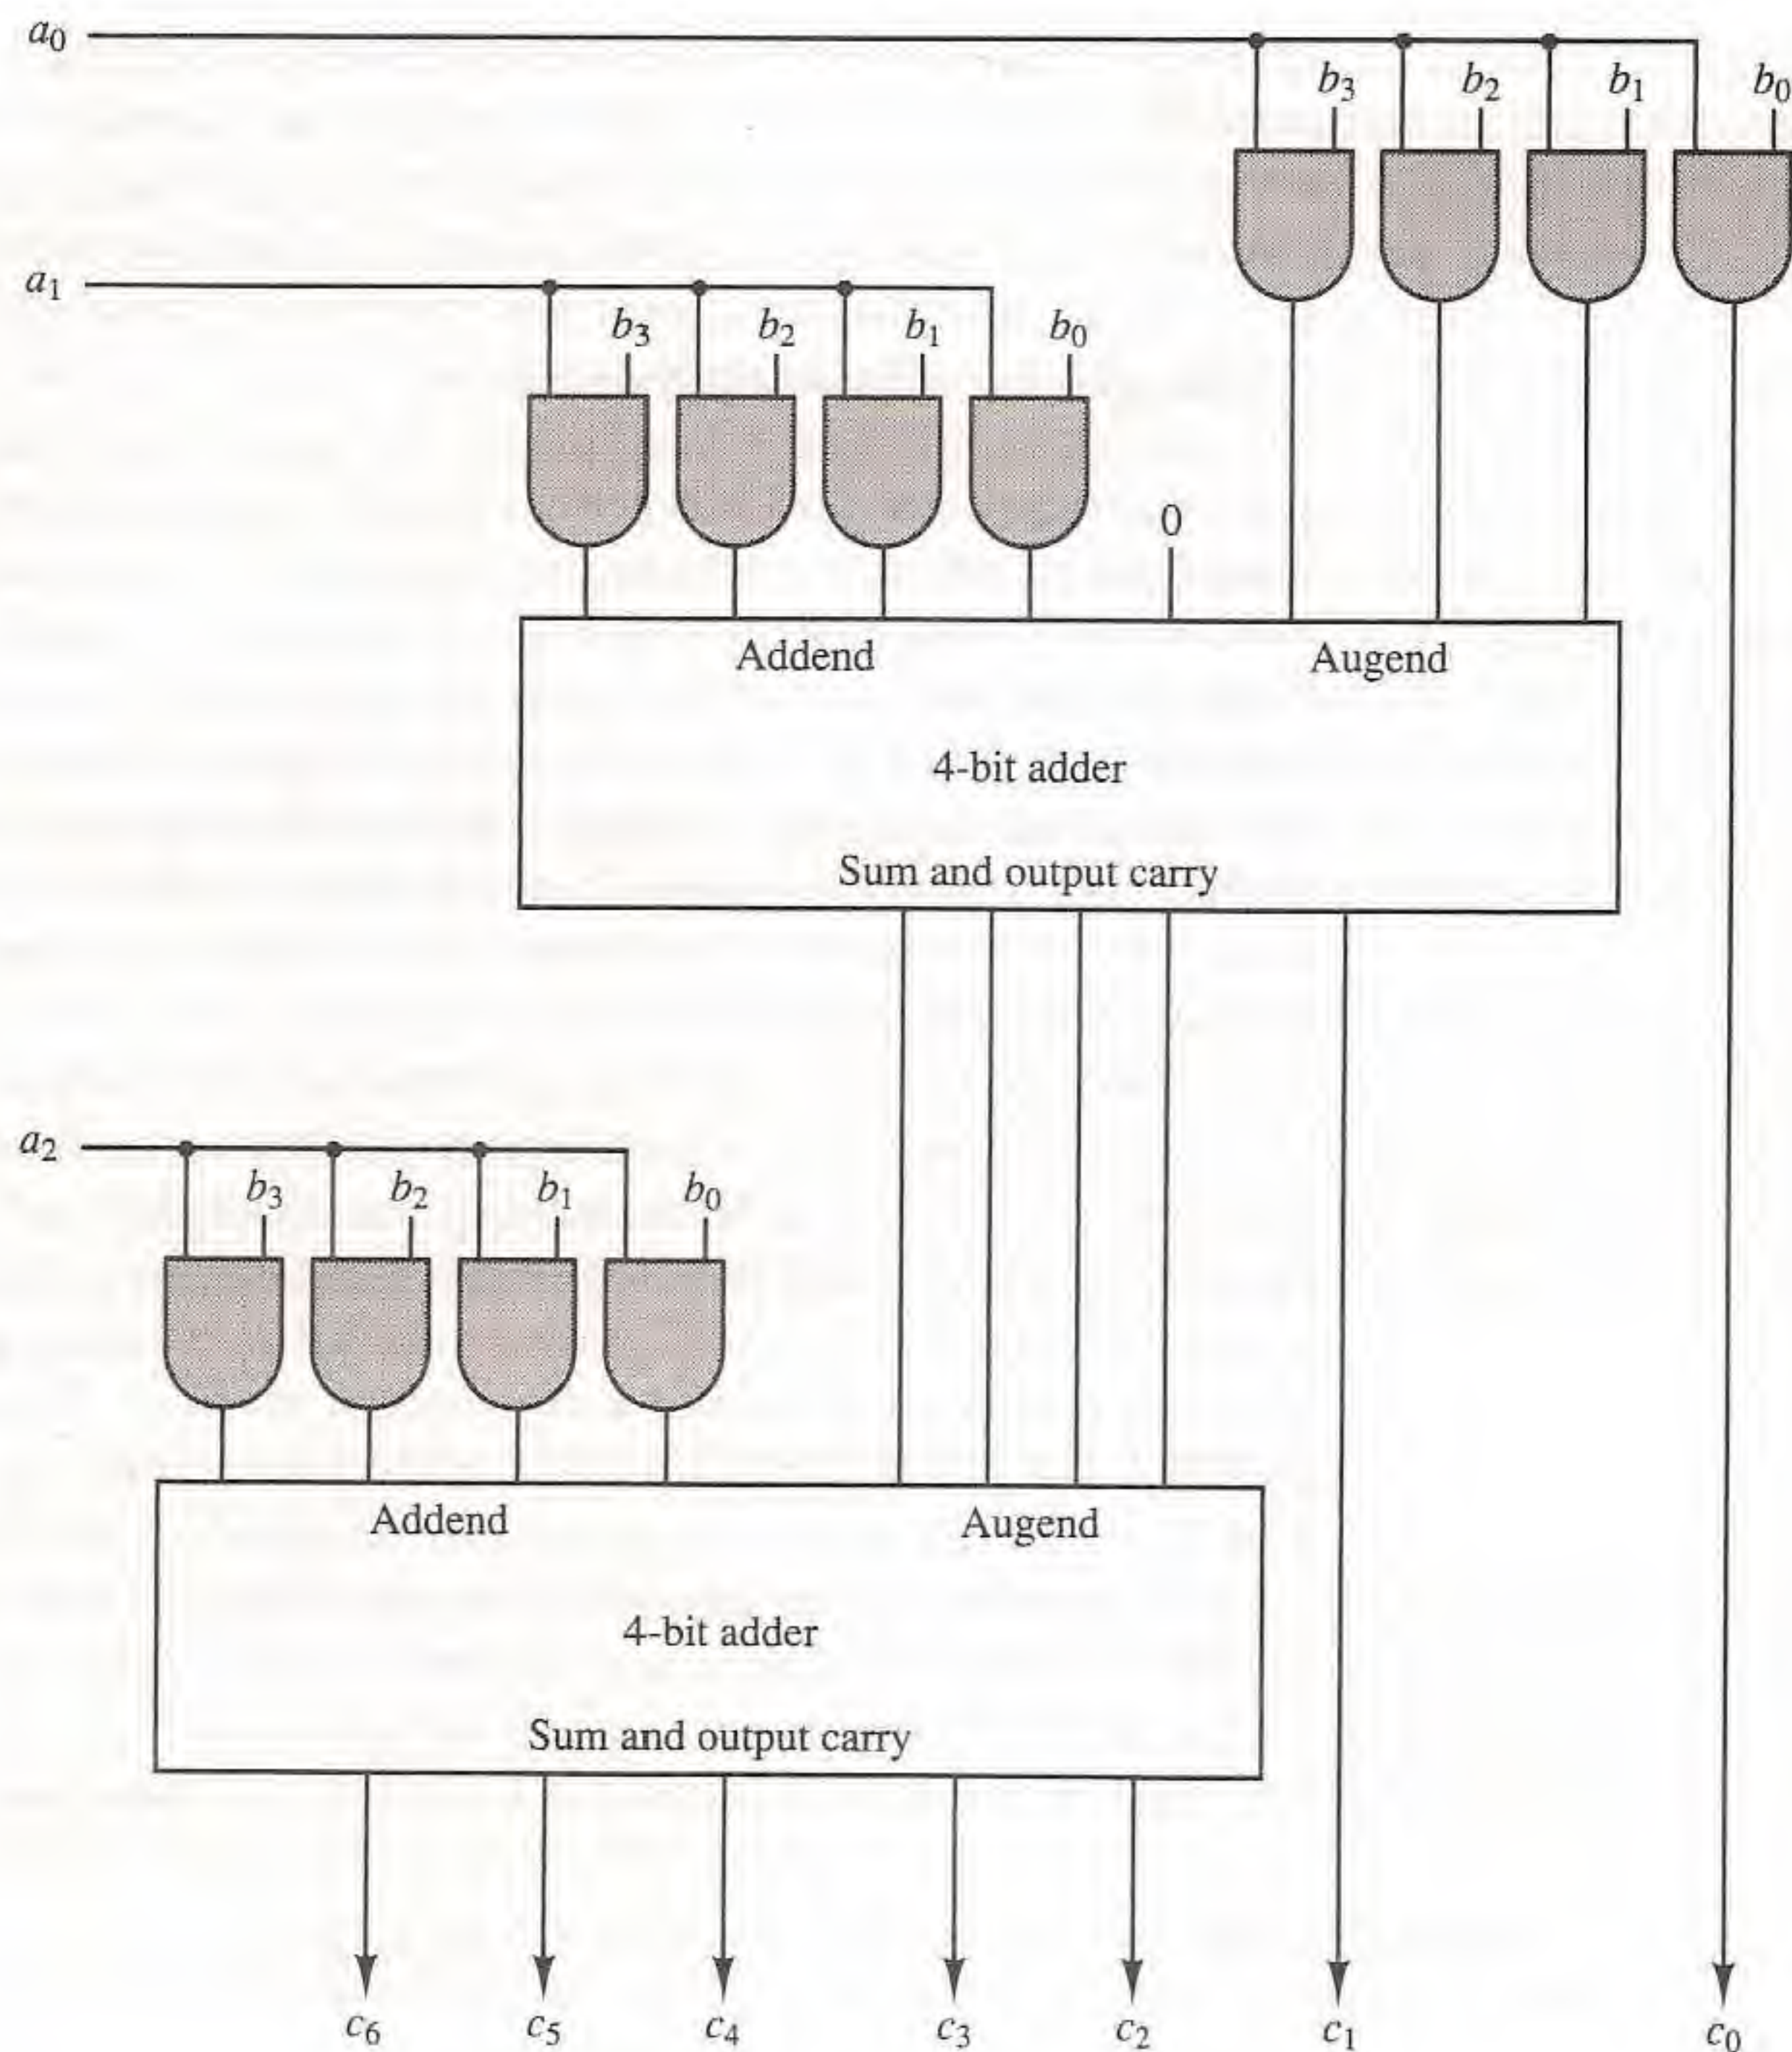 a₀
b₃ b₂ b₁ b₀
a₁
b₃ b₂ b₁ b₀
0
Addend Augend
4-bit adder
Sum and output carry
a₂
b₃ b₂ b₁ b₀
Addend Augend
4-bit adder
Sum and output carry
c₆ c₅ c₄ c₃ c₂ c₁ c₀